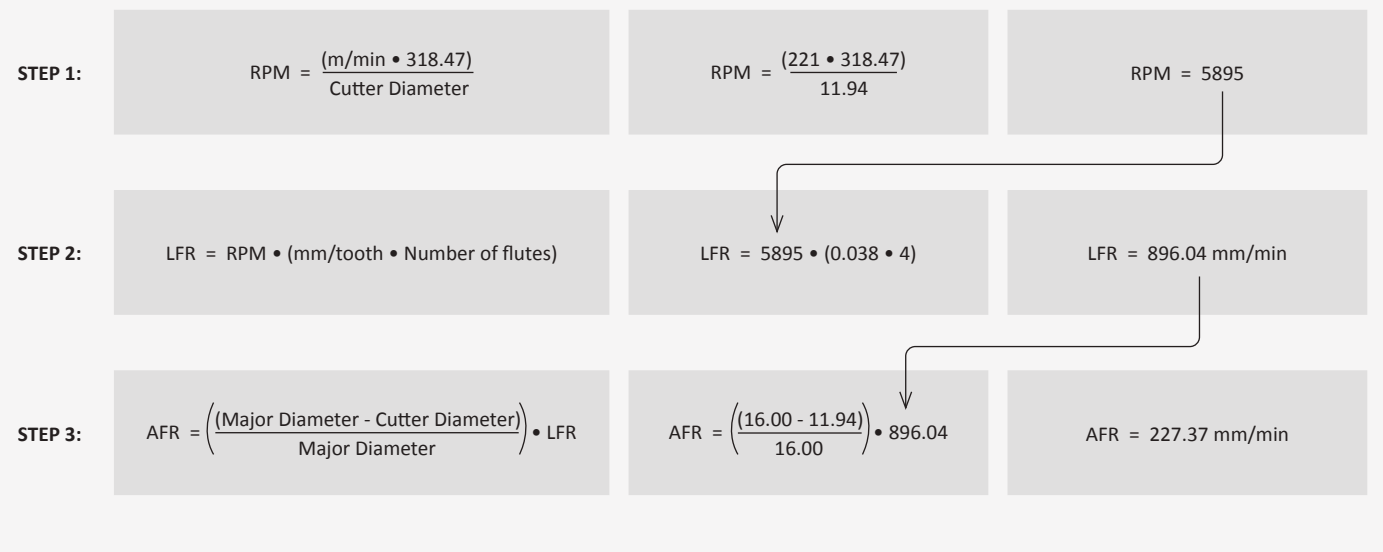 STEP 1:
RPM = (m/min • 318.47)
Cutter Diameter
RPM = (221 • 318.47)
11.94
RPM = 5895
STEP 2:
LFR = RPM • (mm/tooth • Number of flutes)
LFR = 5895 • (0.038 • 4)
LFR = 896.04 mm/min
STEP 3:
AFR = ((Major Diameter - Cutter Diameter)) • LFR
Major Diameter
AFR = ((16.00 - 11.94)) • 896.04
16.00
AFR = 227.37 mm/min